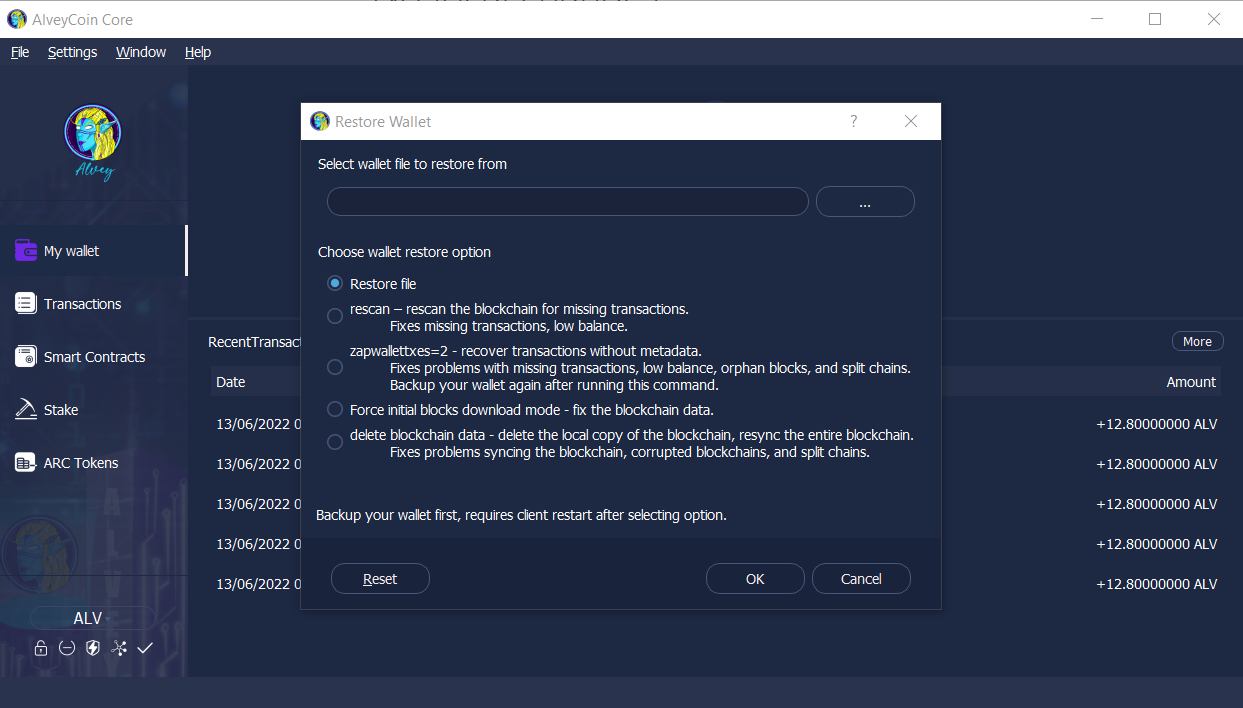 AlveyCoin Core
File Settings Window Help
Alvey
Restore Wallet ?
Select wallet file to restore from
...
My wallet
Choose wallet restore option
Restore file
Transactions
rescan – rescan the blockchain for missing transactions.
Fixes missing transactions, low balance.
RecentTransact
More
Smart Contracts
zapwallettxes=2 - recover transactions without metadata.
Fixes problems with missing transactions, low balance, orphan blocks, and split chains.
Backup your wallet again after running this command.
Date
Amount
Stake
Force initial blocks download mode - fix the blockchain data.
13/06/2022 0
+12.80000000 ALV
delete blockchain data - delete the local copy of the blockchain, resync the entire blockchain.
Fixes problems syncing the blockchain, corrupted blockchains, and split chains.
ARC Tokens
13/06/2022 0
+12.80000000 ALV
13/06/2022 0
+12.80000000 ALV
Backup your wallet first, requires client restart after selecting option.
13/06/2022 0
+12.80000000 ALV
13/06/2022 0
+12.80000000 ALV
Reset OK Cancel
ALV